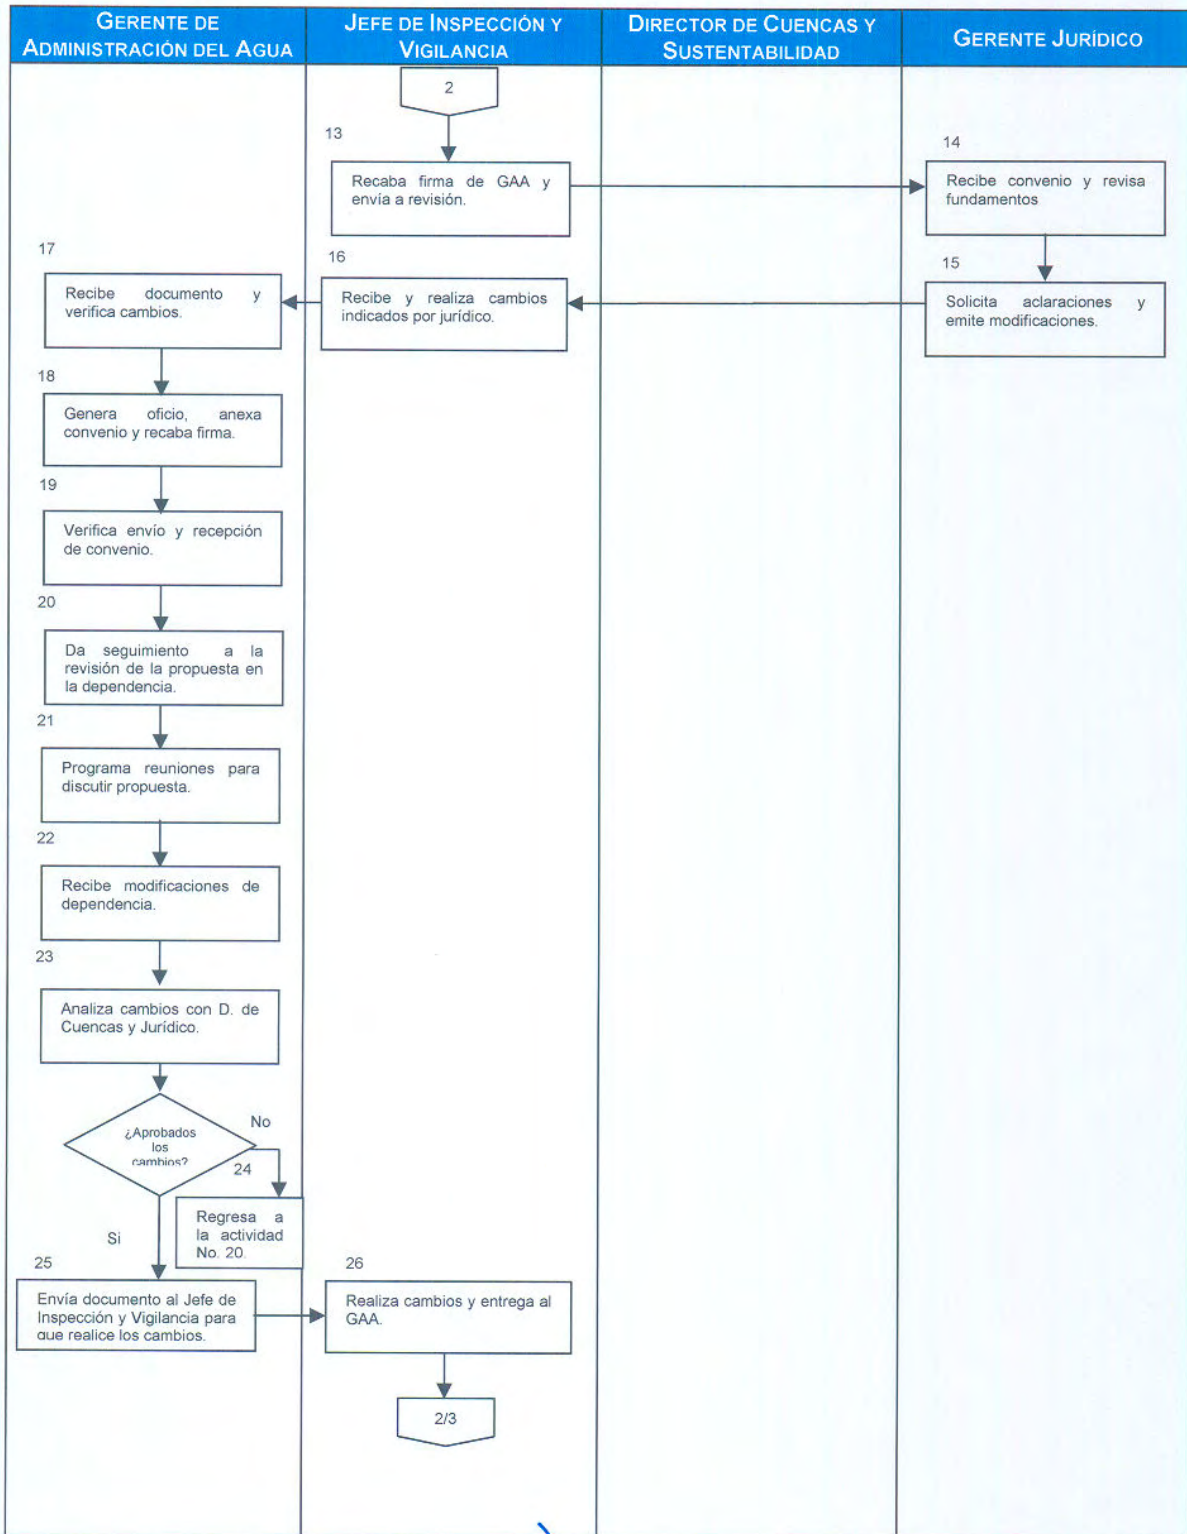 GERENTE DE
ADMINISTRACIÓN DEL AGUA
JEFE DE INSPECCIÓN Y
VIGILANCIA
DIRECTOR DE CUENCAS Y
SUSTENTABILIDAD
GERENTE JURÍDICO
2
13
Recaba firma de GAA y
envía a revisión.
14
Recibe convenio y revisa
fundamentos
15
Solicita aclaraciones y
emite modificaciones.
16
Recibe y realiza cambios
indicados por jurídico.
17
Recibe documento y
verifica cambios.
18
Genera oficio, anexa
convenio y recaba firma.
19
Verifica envío y recepción
de convenio.
20
Da seguimiento a la
revisión de la propuesta en
la dependencia.
21
Programa reuniones para
discutir propuesta.
22
Recibe modificaciones de
dependencia.
23
Analiza cambios con D. de
Cuencas y Jurídico.
¿Aprobados
los
cambios?
No
24
Regresa a
la actividad
No. 20.
Si
25
Envía documento al Jefe de
Inspección y Vigilancia para
que realice los cambios.
26
Realiza cambios y entrega al
GAA.
2/3